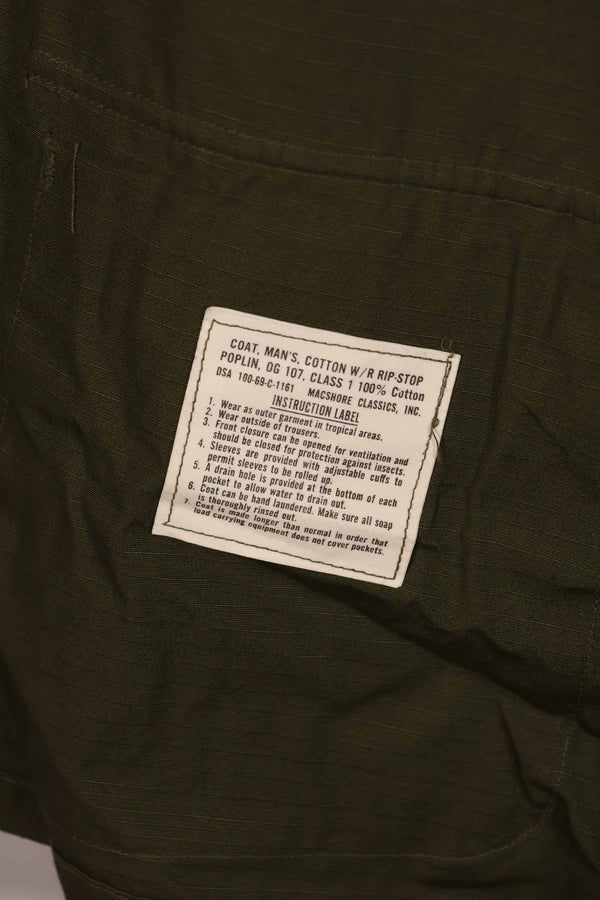 COAT, MAN'S, COTTON W/R RIP-STOP
POPLIN, OG 107, CLASS 1 100% Cotton
DSA 100-69-C-1161 MACSHORE CLASSICS, INC.
INSTRUCTION LABEL
1. Wear as outer garment in tropical areas.
2. Wear outside of trousers.
3. Front closure can be opened for ventilation and
should be closed for protection against insects.
4. Sleeves are provided with adjustable cuffs to
permit sleeves to be rolled up.
5. A drain hole is provided at the bottom of each
pocket to allow water to drain out.
6. Coat can be hand laundered. Make sure all soap
is thoroughly rinsed out.
7. Coat is made longer than normal in order that
load carrying equipment does not cover pockets.